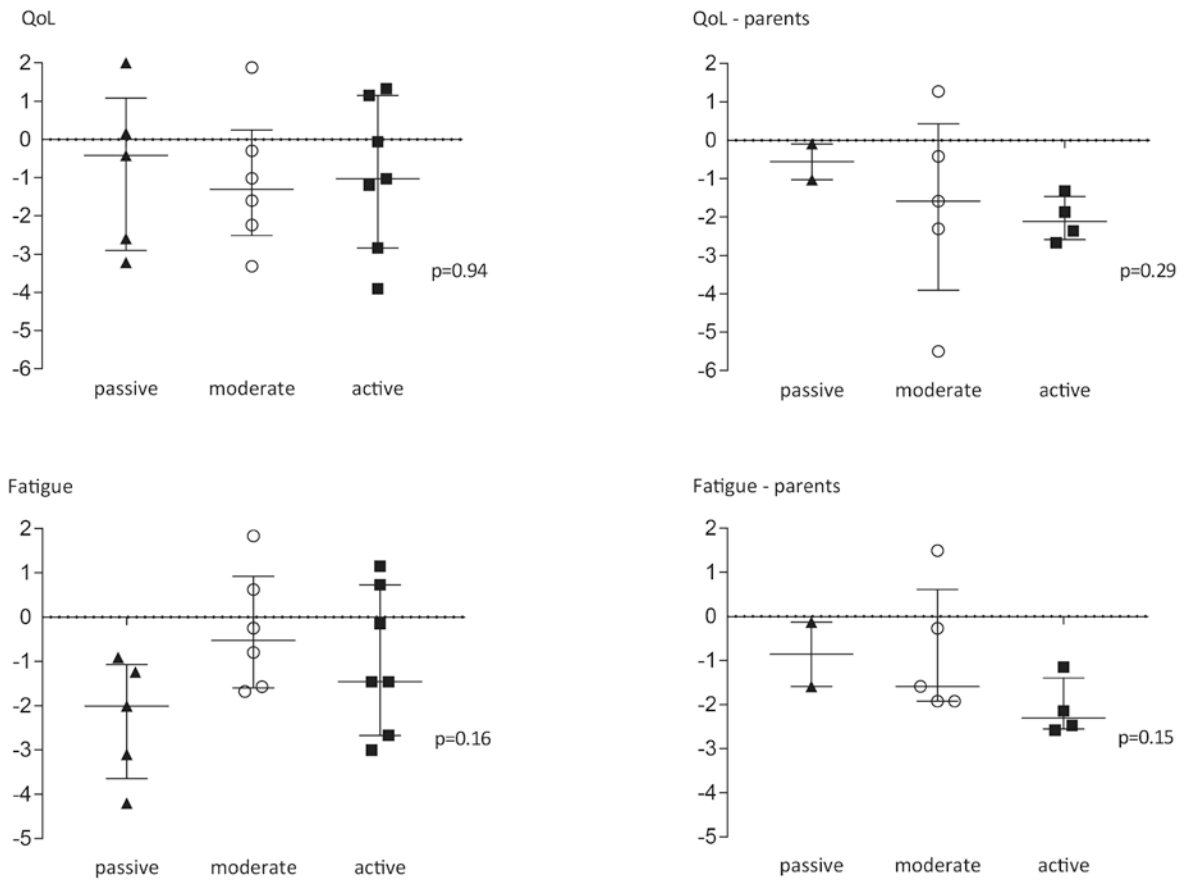 QoL
2
1
0
-1
-2
-3
-4
-5
-6
p=0.94
passive moderate active
QoL - parents
2
1
0
-1
-2
-3
-4
-5
-6
p=0.29
passive moderate active
Fatigue
2
1
0
-1
-2
-3
-4
-5
p=0.16
passive moderate active
Fatigue - parents
2
1
0
-1
-2
-3
-4
-5
p=0.15
passive moderate active